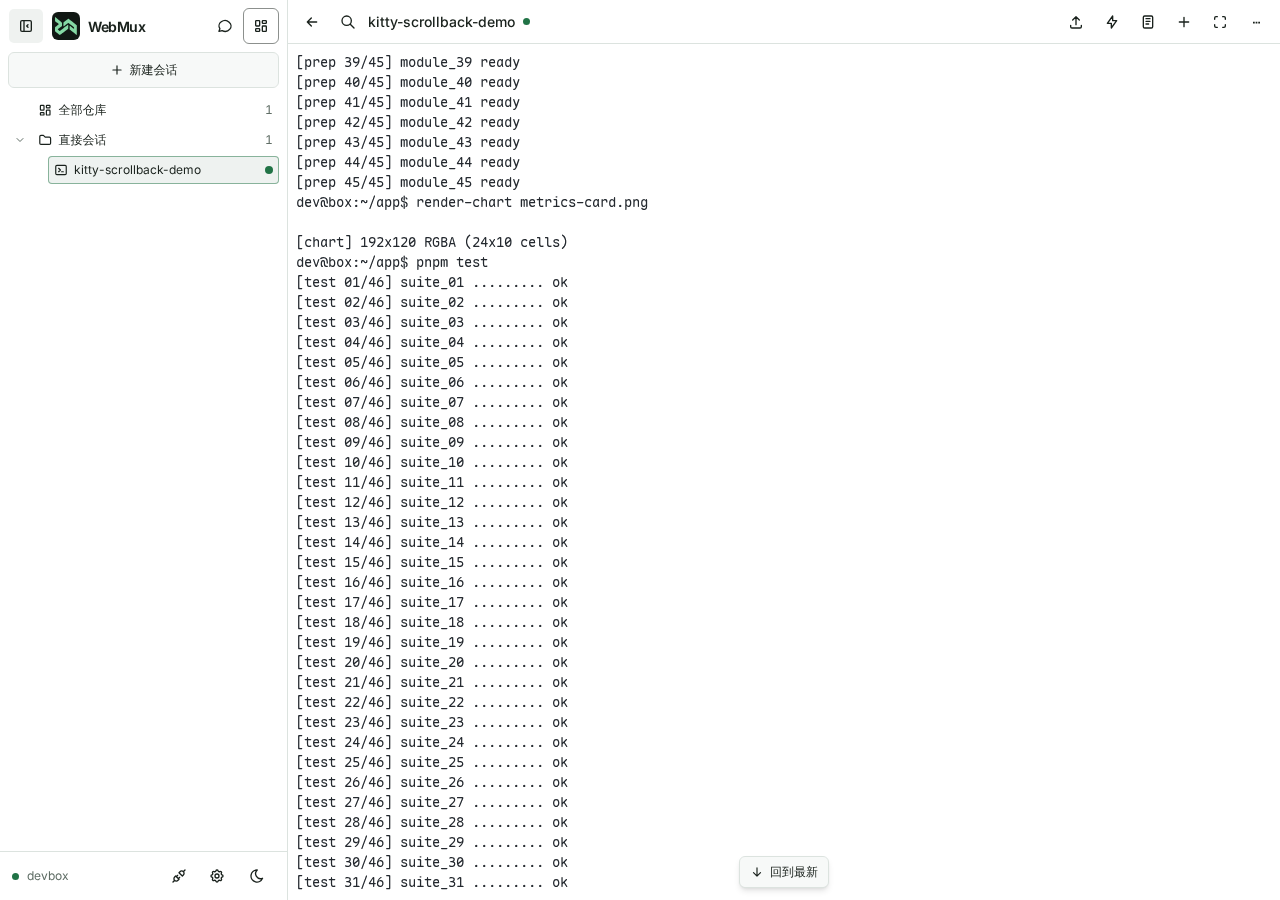 WebMux
新建会话
全部仓库 1
直接会话 1
kitty-scrollback-demo
devbox
kitty-scrollback-demo
[prep 39/45] module_39 ready
[prep 40/45] module_40 ready
[prep 41/45] module_41 ready
[prep 42/45] module_42 ready
[prep 43/45] module_43 ready
[prep 44/45] module_44 ready
[prep 45/45] module_45 ready
dev@box:~/app$ render-chart metrics-card.png
[chart] 192x120 RGBA (24x10 cells)
dev@box:~/app$ pnpm test
[test 01/46] suite_01 ......... ok
[test 02/46] suite_02 ......... ok
[test 03/46] suite_03 ......... ok
[test 04/46] suite_04 ......... ok
[test 05/46] suite_05 ......... ok
[test 06/46] suite_06 ......... ok
[test 07/46] suite_07 ......... ok
[test 08/46] suite_08 ......... ok
[test 09/46] suite_09 ......... ok
[test 10/46] suite_10 ......... ok
[test 11/46] suite_11 ......... ok
[test 12/46] suite_12 ......... ok
[test 13/46] suite_13 ......... ok
[test 14/46] suite_14 ......... ok
[test 15/46] suite_15 ......... ok
[test 16/46] suite_16 ......... ok
[test 17/46] suite_17 ......... ok
[test 18/46] suite_18 ......... ok
[test 19/46] suite_19 ......... ok
[test 20/46] suite_20 ......... ok
[test 21/46] suite_21 ......... ok
[test 22/46] suite_22 ......... ok
[test 23/46] suite_23 ......... ok
[test 24/46] suite_24 ......... ok
[test 25/46] suite_25 ......... ok
[test 26/46] suite_26 ......... ok
[test 27/46] suite_27 ......... ok
[test 28/46] suite_28 ......... ok
[test 29/46] suite_29 ......... ok
[test 30/46] suite_30 ......... ok
[test 31/46] suite_31 ......... ok
回到最新